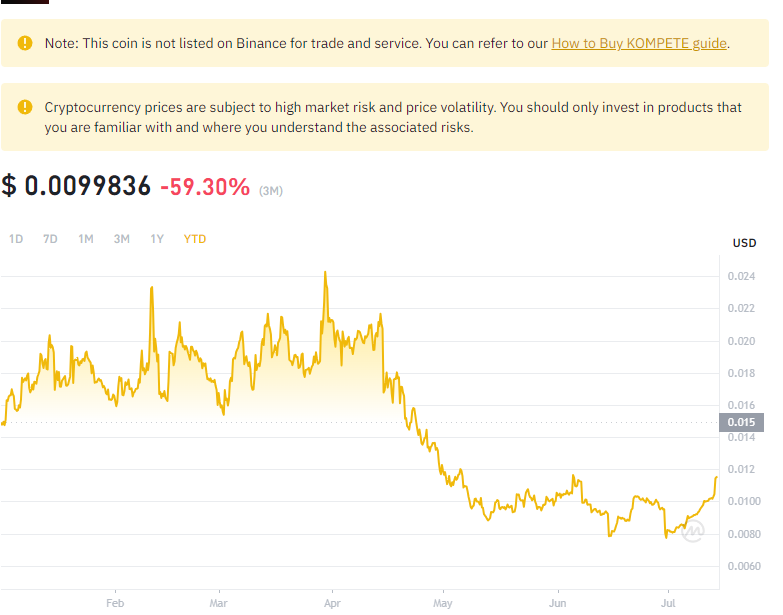 Note: This coin is not listed on Binance for trade and service. You can refer to our How to Buy KOMPETE guide.
Cryptocurrency prices are subject to high market risk and price volatility. You should only invest in products that
you are familiar with and where you understand the associated risks.
$ 0.0099836 -59.30% (3M)
1D 7D 1M 3M 1Y YTD
USD
0.024
0.022
0.020
0.018
0.016
0.015
0.014
0.012
0.0100
0.0080
0.0060
Feb Mar Apr May Jun Jul